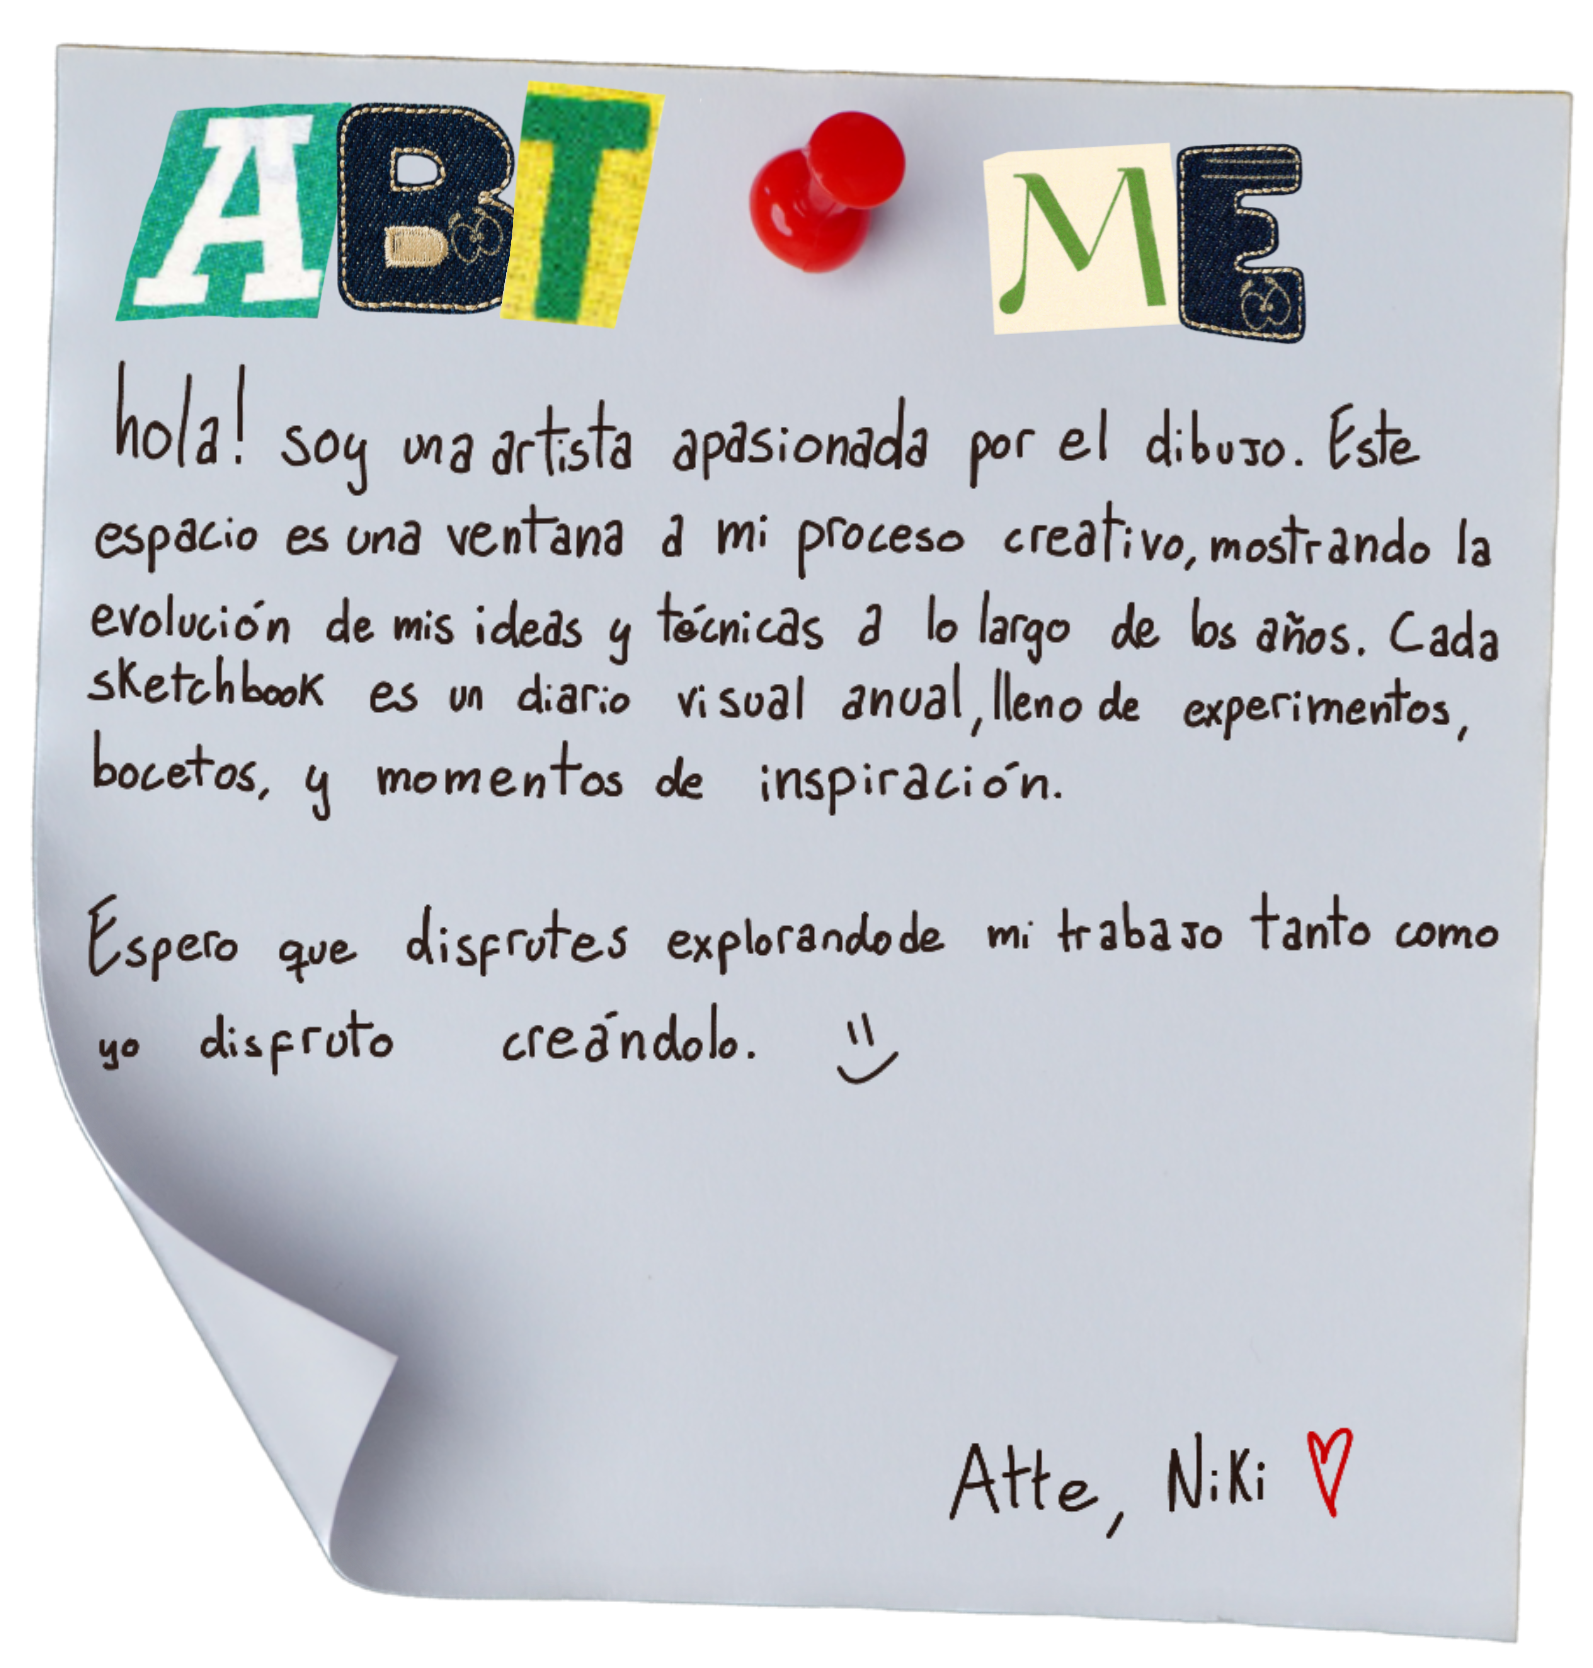 ABT ME
hola! soy una artista apasionada por el dibujo. Este
espacio es una ventana a mi proceso creativo, mostrando la
evolución de mis ideas y técnicas a lo largo de los años. Cada
sketchbook es un diario visual anual, lleno de experimentos,
bocetos, y momentos de inspiración.
Espero que disfrutes explorandode mi trabajo tanto como
yo disfruto creándolo.
Atte, Niki